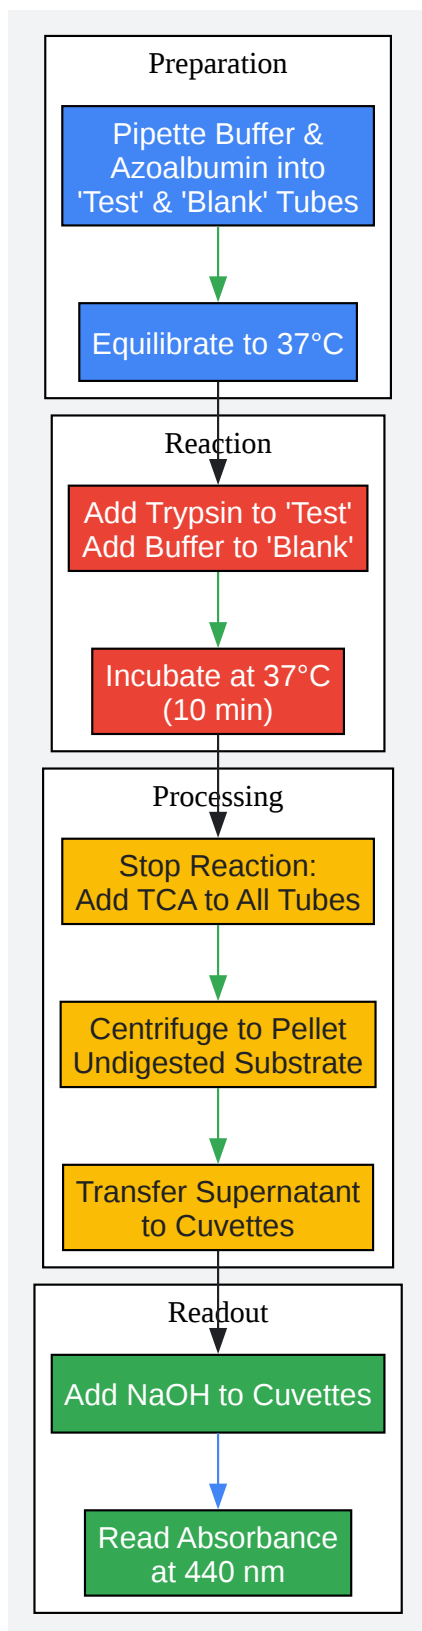 Preparation
Pipette Buffer &
Azoalbumin into
'Test' & 'Blank' Tubes
Equilibrate to 37°C
Reaction
Add Trypsin to 'Test'
Add Buffer to 'Blank'
Incubate at 37°C
(10 min)
Processing
Stop Reaction:
Add TCA to All Tubes
Centrifuge to Pellet
Undigested Substrate
Transfer Supernatant
to Cuvettes
Readout
Add NaOH to Cuvettes
Read Absorbance
at 440 nm